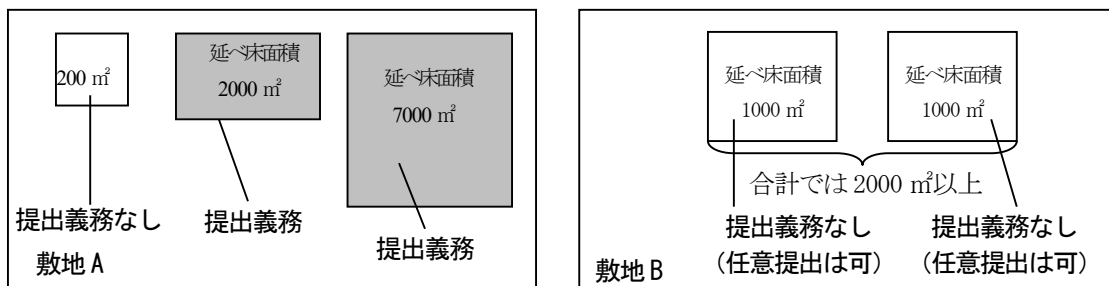 200 ㎡
延べ床面積
2000 ㎡
延べ床面積
7000 ㎡
提出義務なし
提出義務
提出義務
敷地 A
延べ床面積
1000 ㎡
延べ床面積
1000 ㎡
合計では 2000 ㎡以上
提出義務なし
（任意提出は可）
提出義務なし
（任意提出は可）
敷地 B